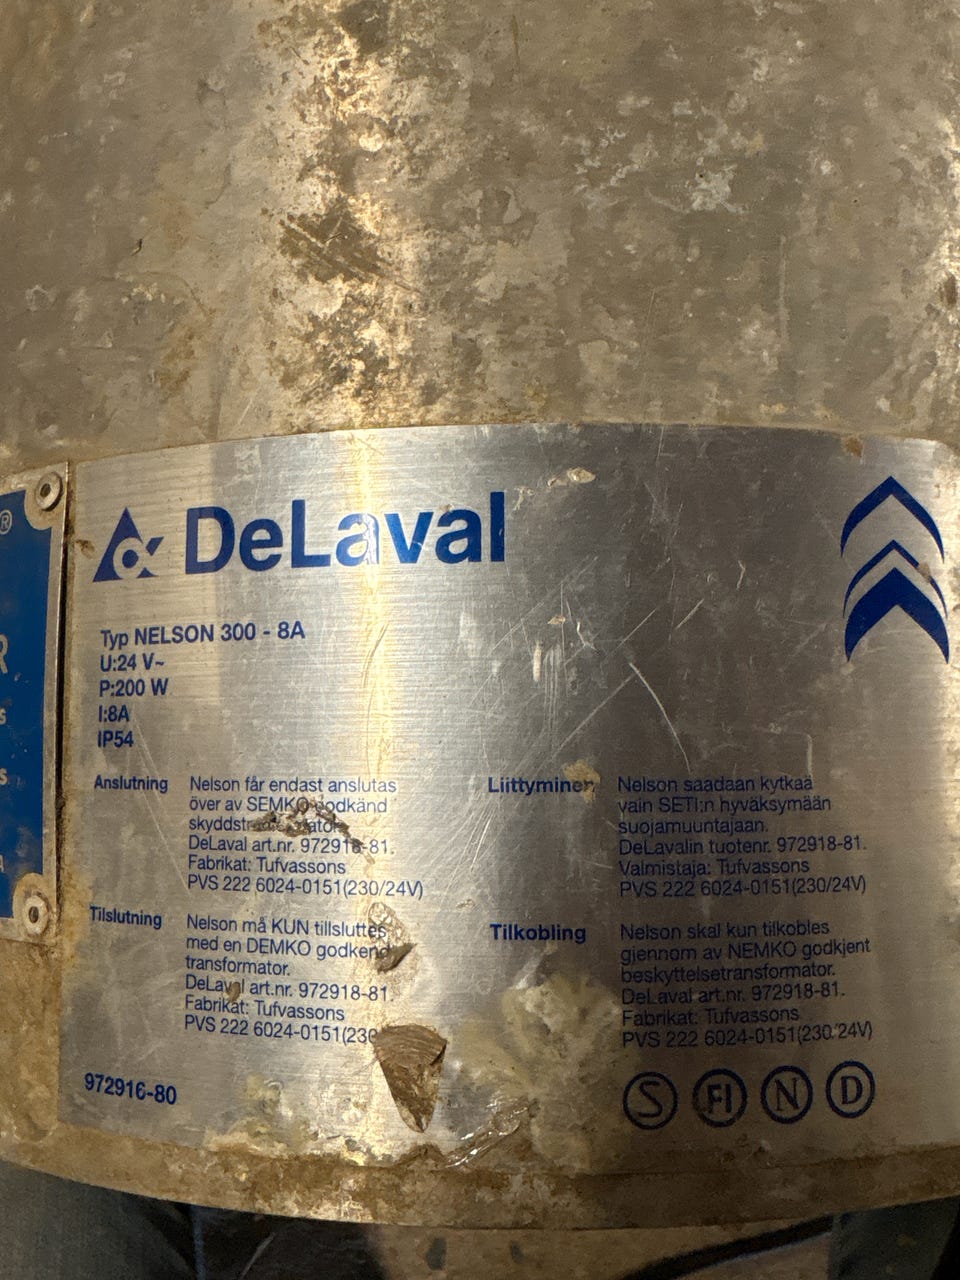 ®
R
s
s
A
DeLaval
Typ NELSON 300 - 8A
U:24 V~
P:200 W
I:8A
IP54
Anslutning
Nelson får endast anslutas
över av SEMKO godkänd
DeLaval art.nr. 972918-81.
Fabrikat: Tufvassons
PVS 222 6024-0151(230/24V)
Liittyminen
Nelson saadaan kytkaä
vain SETI:n hyväksymään
suojamuuntajaan.
DeLavalin tuotenr. 972918-81.
Valmistaja: Tufvassons
PVS 222 6024-0151(230/24V)
Tilslutning
Nelson må KUN tillsluttes
med en DEMKO godkend
transformator.
DeLaval art.nr. 972918-81.
Fabrikat: Tufvassons
PVS 222 6024-0151(230
Tilkobling
Nelson skal kun tilkobles
gjennom av NEMKO godkjent
beskyttelsetransformator.
DeLaval art.nr. 972918-81.
Fabrikat: Tufvassons
PVS 222 6024-0151(230/24V)
972916-80
S FI N D